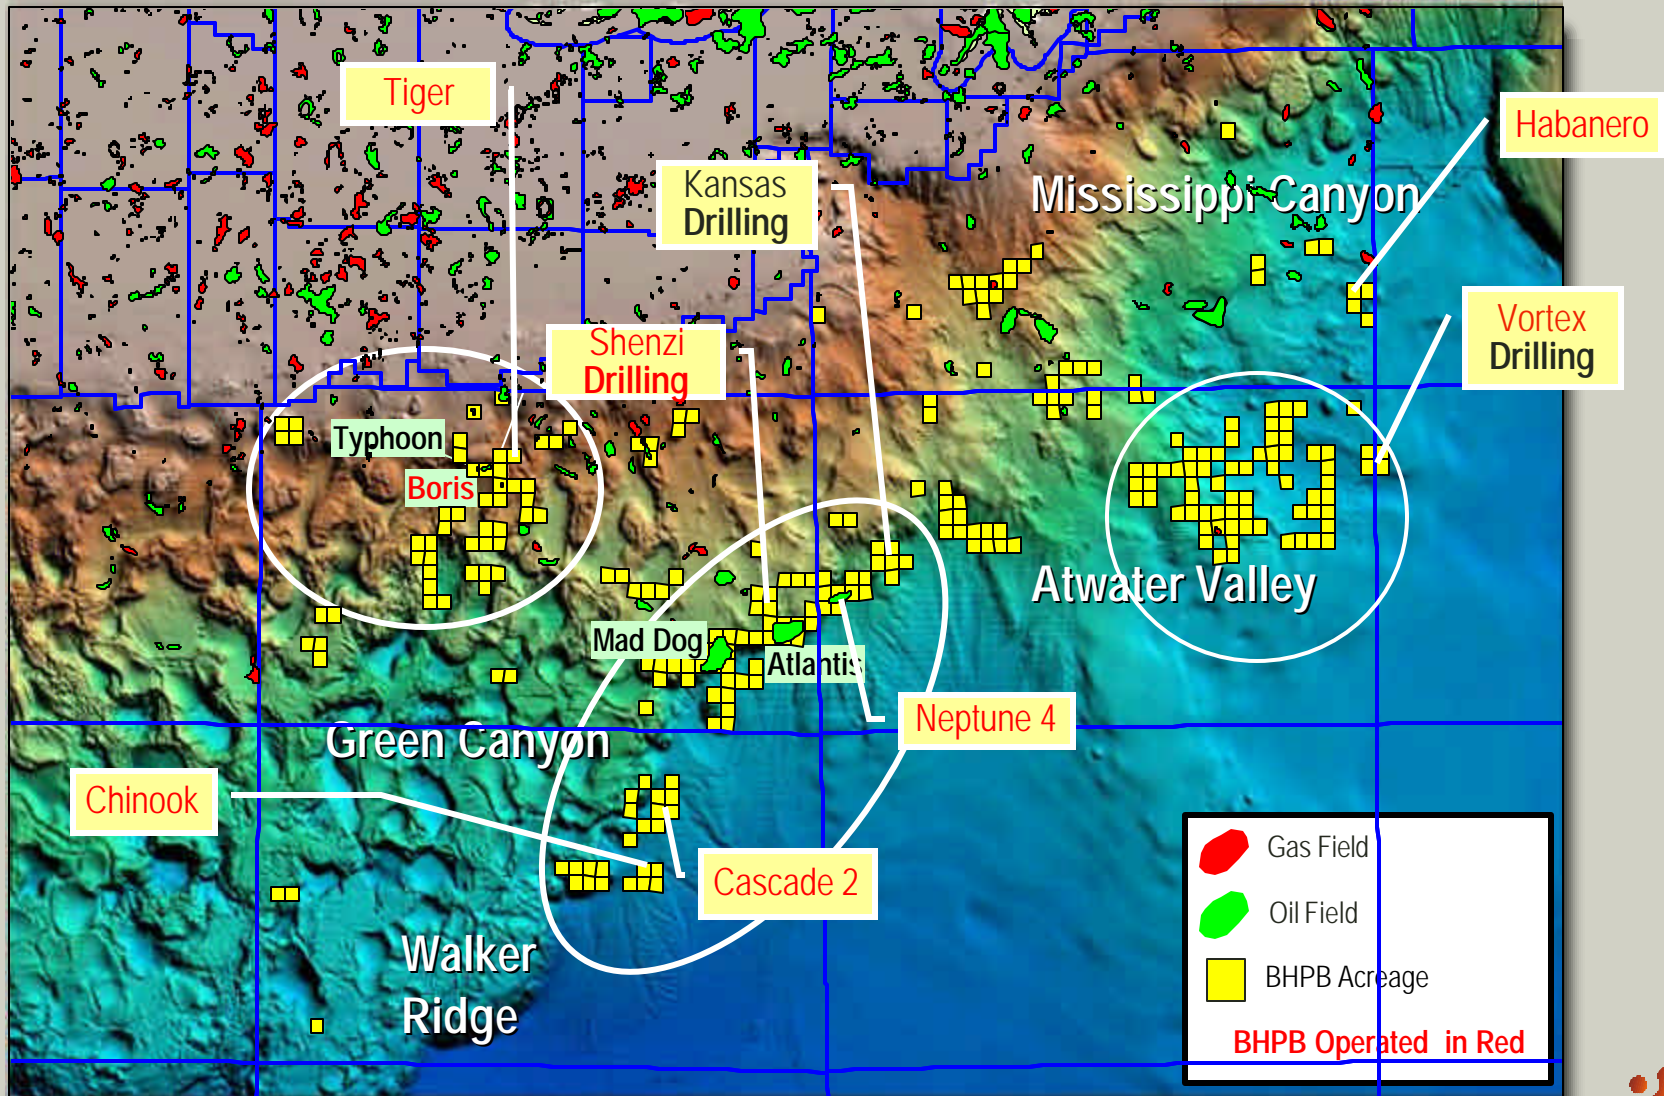 Tiger
Habanero
Kansas
Drilling
Mississippi Canyon
Vortex
Drilling
Shenzi
Drilling
Typhoon
Boris
Atwater Valley
Mad Dog
Atlantis
Neptune 4
Green Canyon
Chinook
Cascade 2
Walker
Ridge
Gas Field
Oil Field
BHPB Acreage
BHPB Operated in Red